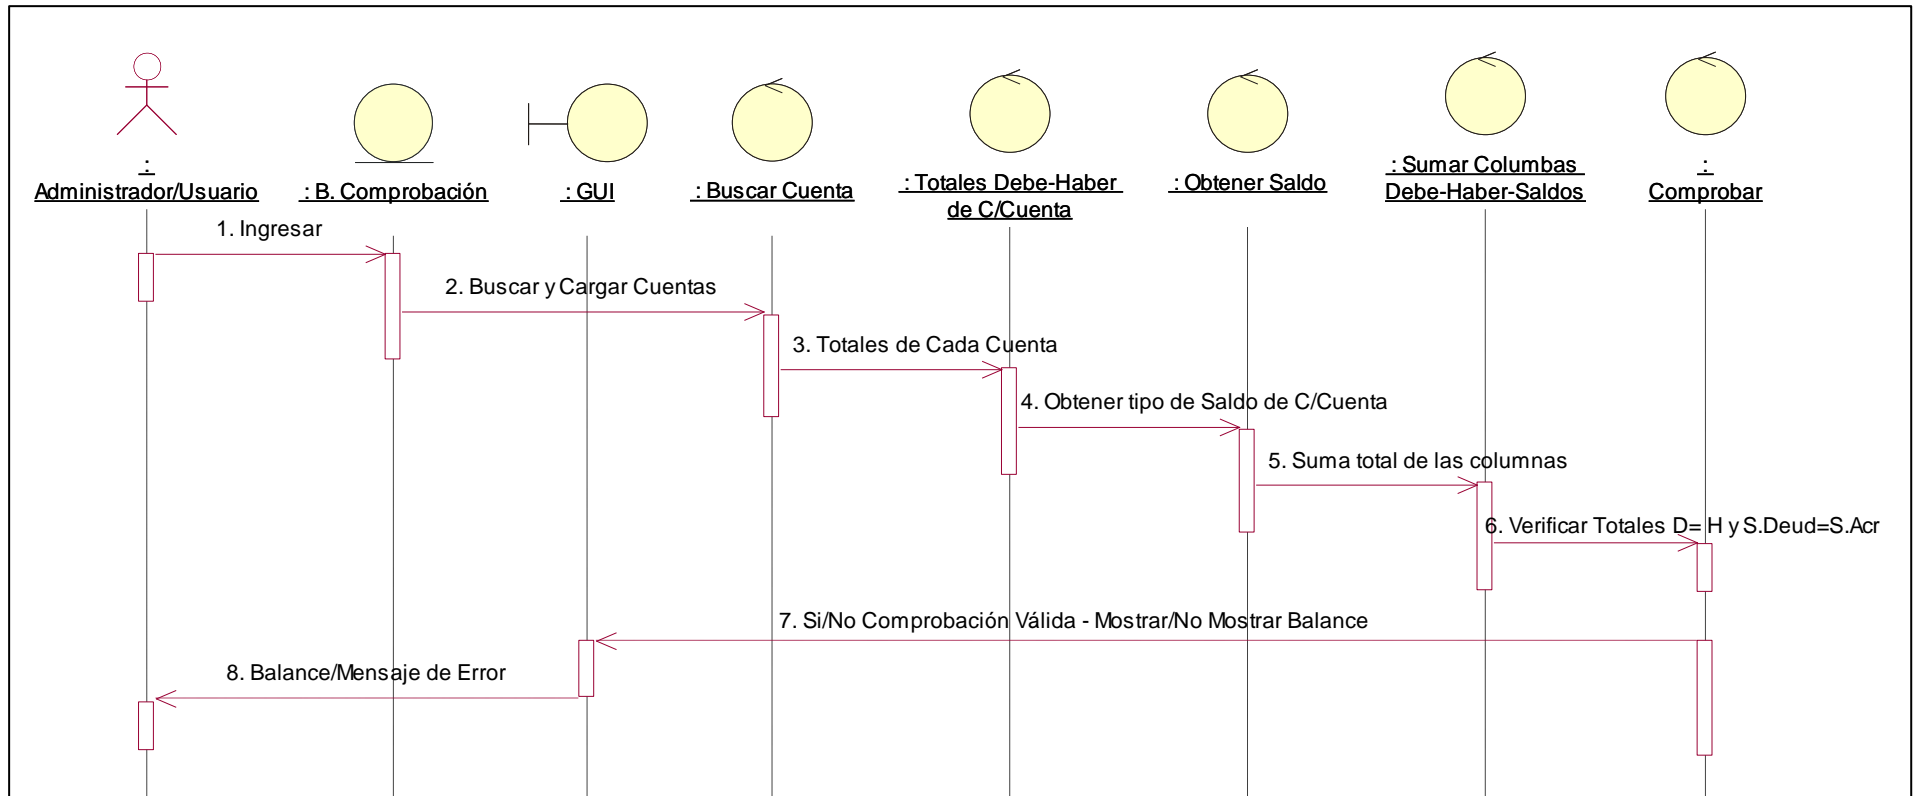 :
Administrador/Usuario
: B. Comprobación
: GUI
: Buscar Cuenta
: Totales Debe-Haber
de C/Cuenta
: Obtener Saldo
: Sumar Columbas
Debe-Haber-Saldos
:
Comprobar
1. Ingresar
2. Buscar y Cargar Cuentas
3. Totales de Cada Cuenta
4. Obtener tipo de Saldo de C/Cuenta
5. Suma total de las columnas
6. Verificar Totales D= H y S.Deud=S.Acr
7. Si/No Comprobación Válida - Mostrar/No Mostrar Balance
8. Balance/Mensaje de Error